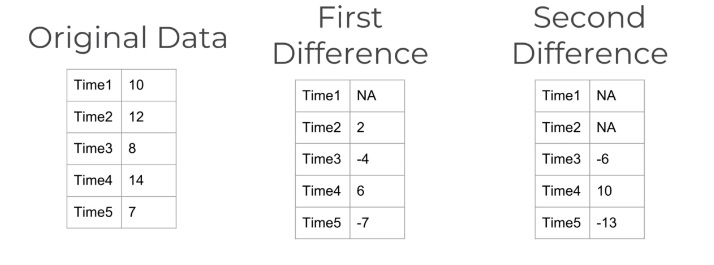 Original Data
Time1 10
Time2 12
Time3 8
Time4 14
Time5 7
First
Difference
Time1 NA
Time2 2
Time3 -4
Time4 6
Time5 -7
Second
Difference
Time1 NA
Time2 NA
Time3 -6
Time4 10
Time5 -13